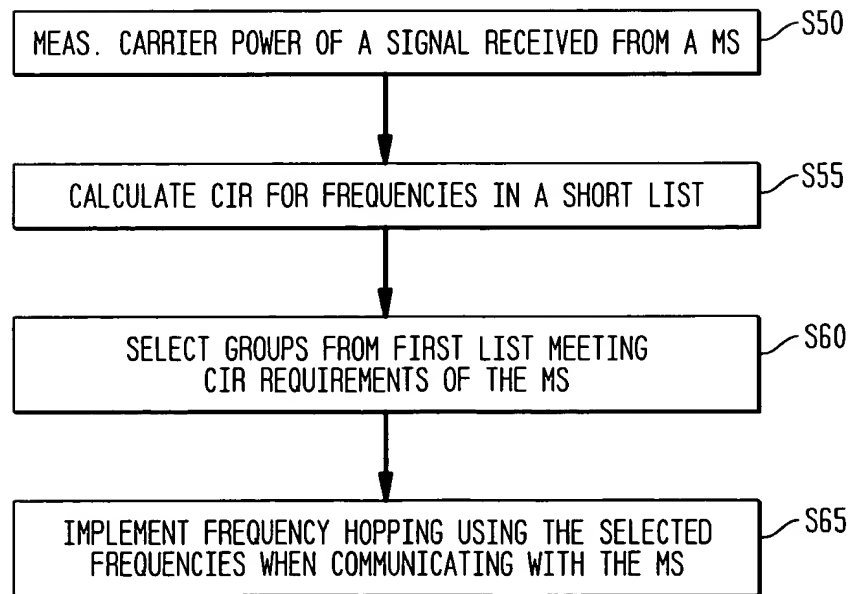 MEAS. CARRIER POWER OF A SIGNAL RECEIVED FROM A MS
S50
CALCULATE CIR FOR FREQUENCIES IN A SHORT LIST
S55
SELECT GROUPS FROM FIRST LIST MEETING
CIR REQUIREMENTS OF THE MS
S60
IMPLEMENT FREQUENCY HOPPING USING THE SELECTED
FREQUENCIES WHEN COMMUNICATING WITH THE MS
S65